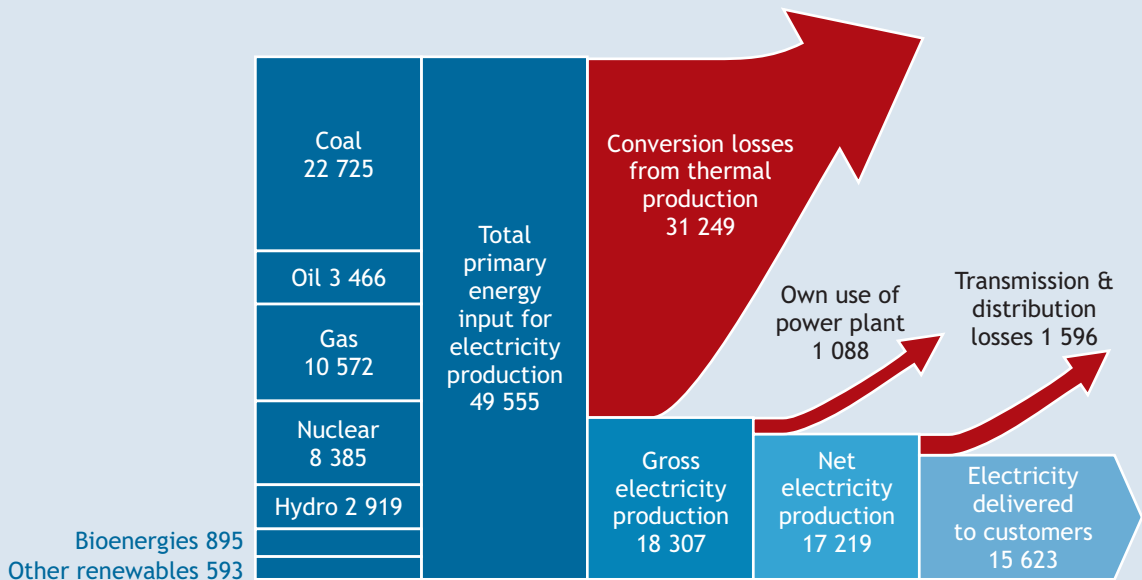 Coal
22 725
Oil 3 466
Gas
10 572
Nuclear
8 385
Hydro 2 919
Bioenergies 895
Other renewables 593
Total
primary
energy
input for
electricity
production
49 555
Conversion losses
from thermal
production
31 249
Own use of
power plant
1 088
Transmission &
distribution
losses 1 596
Gross
electricity
production
18 307
Net
electricity
production
17 219
Electricity
delivered
to customers
15 623